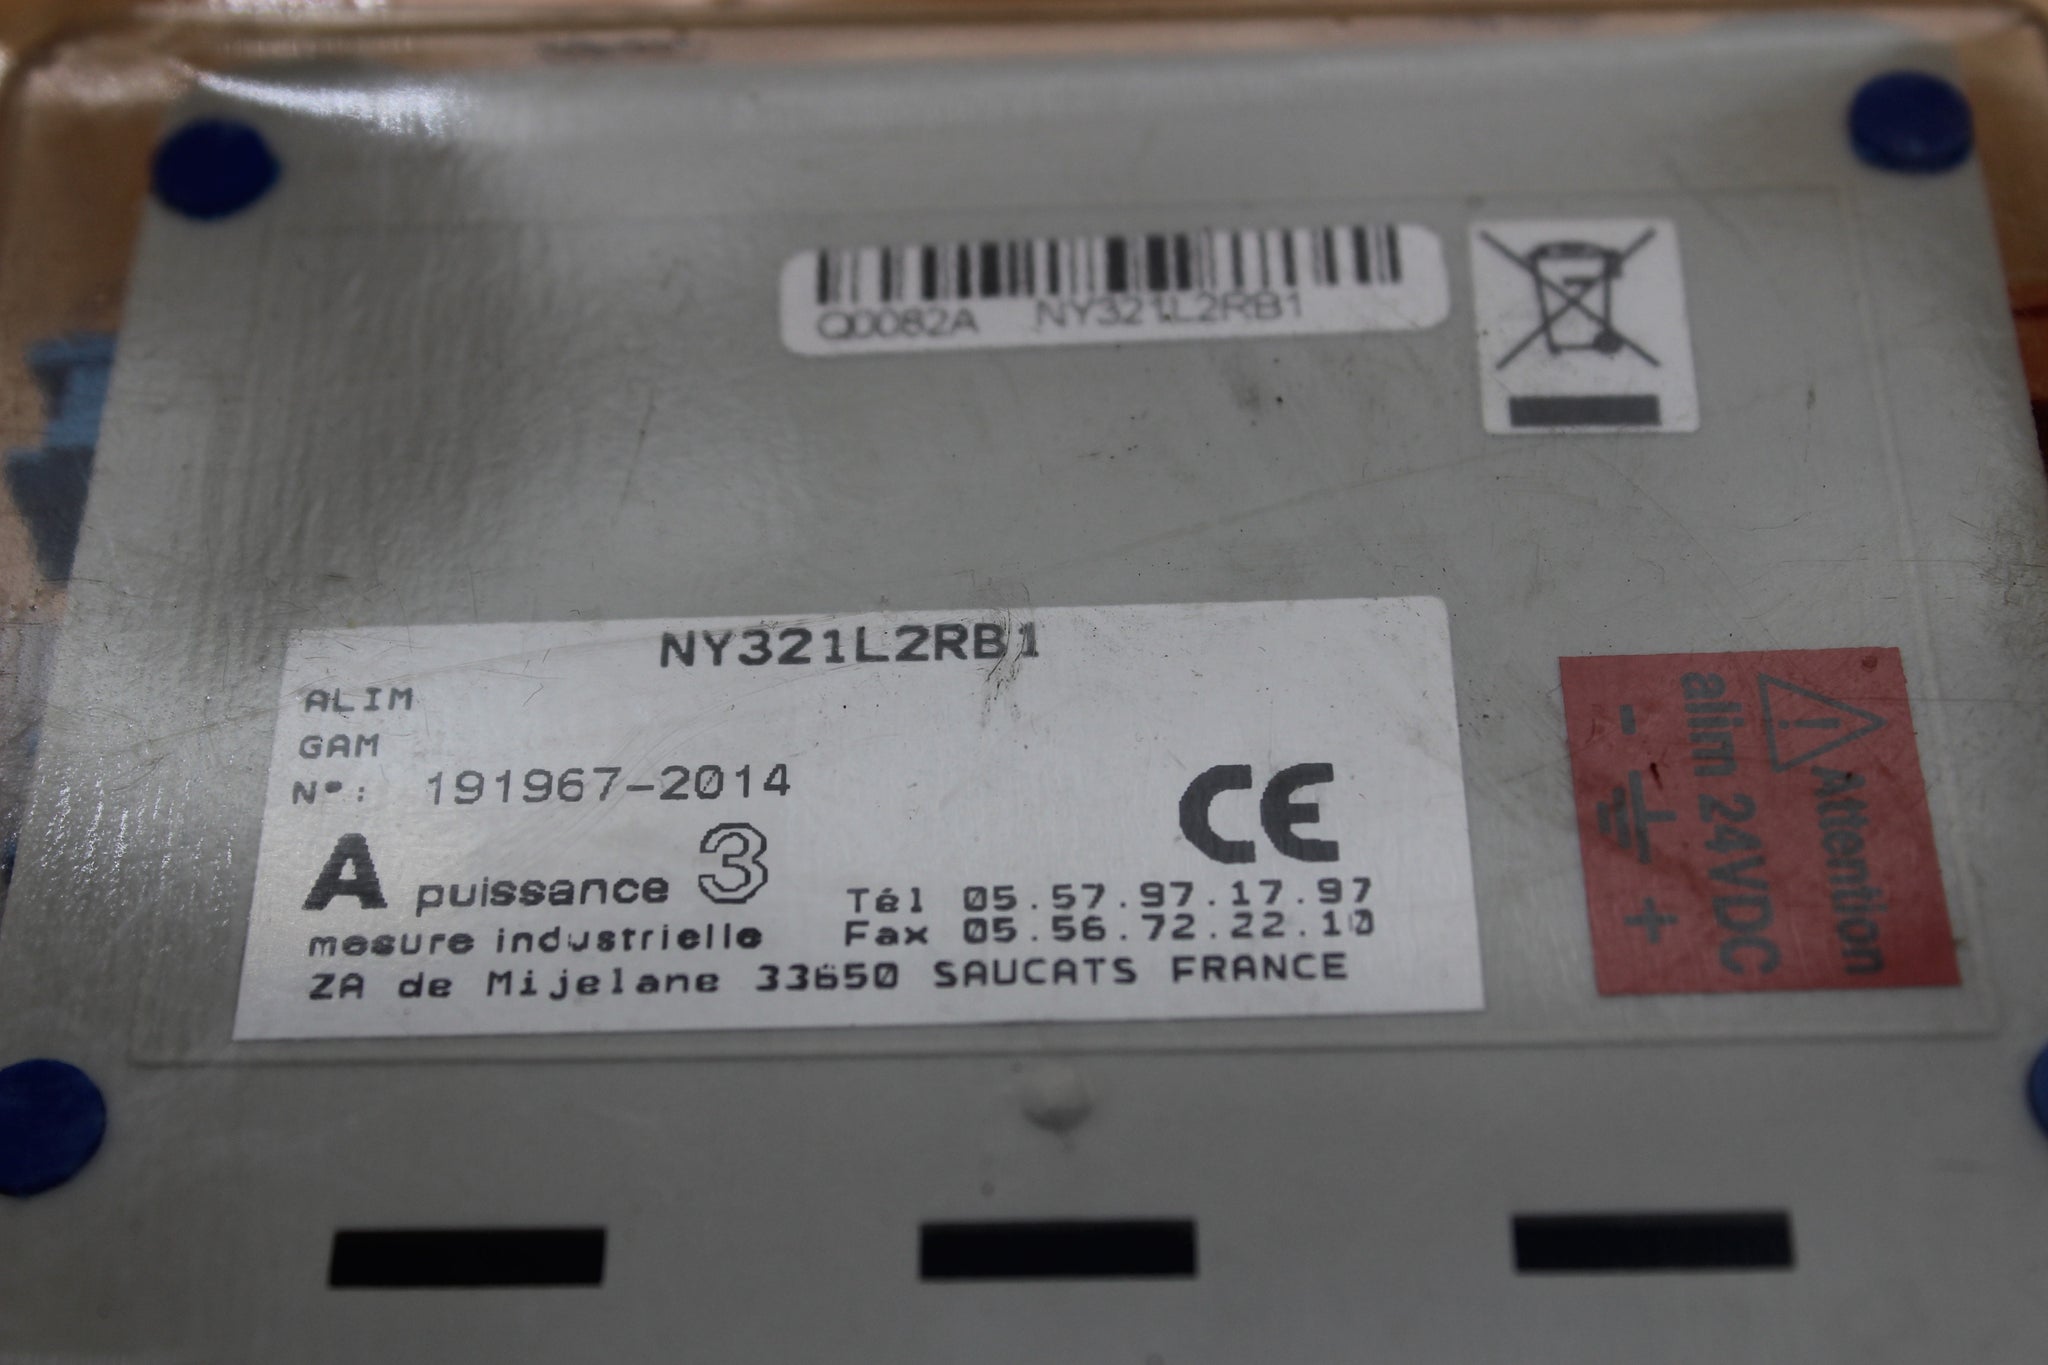 Q0082A NY321L2RB1
NY321L2RB1
ALIM
GAM
N°: 191967-2014
CE
A puissance 3
mesure industrielle
Tél 05.57.97.17.97
Fax 05.56.72.22.10
ZA de Mijelane 33650 SAUCATS FRANCE
Attention
alim 24VDC
- +